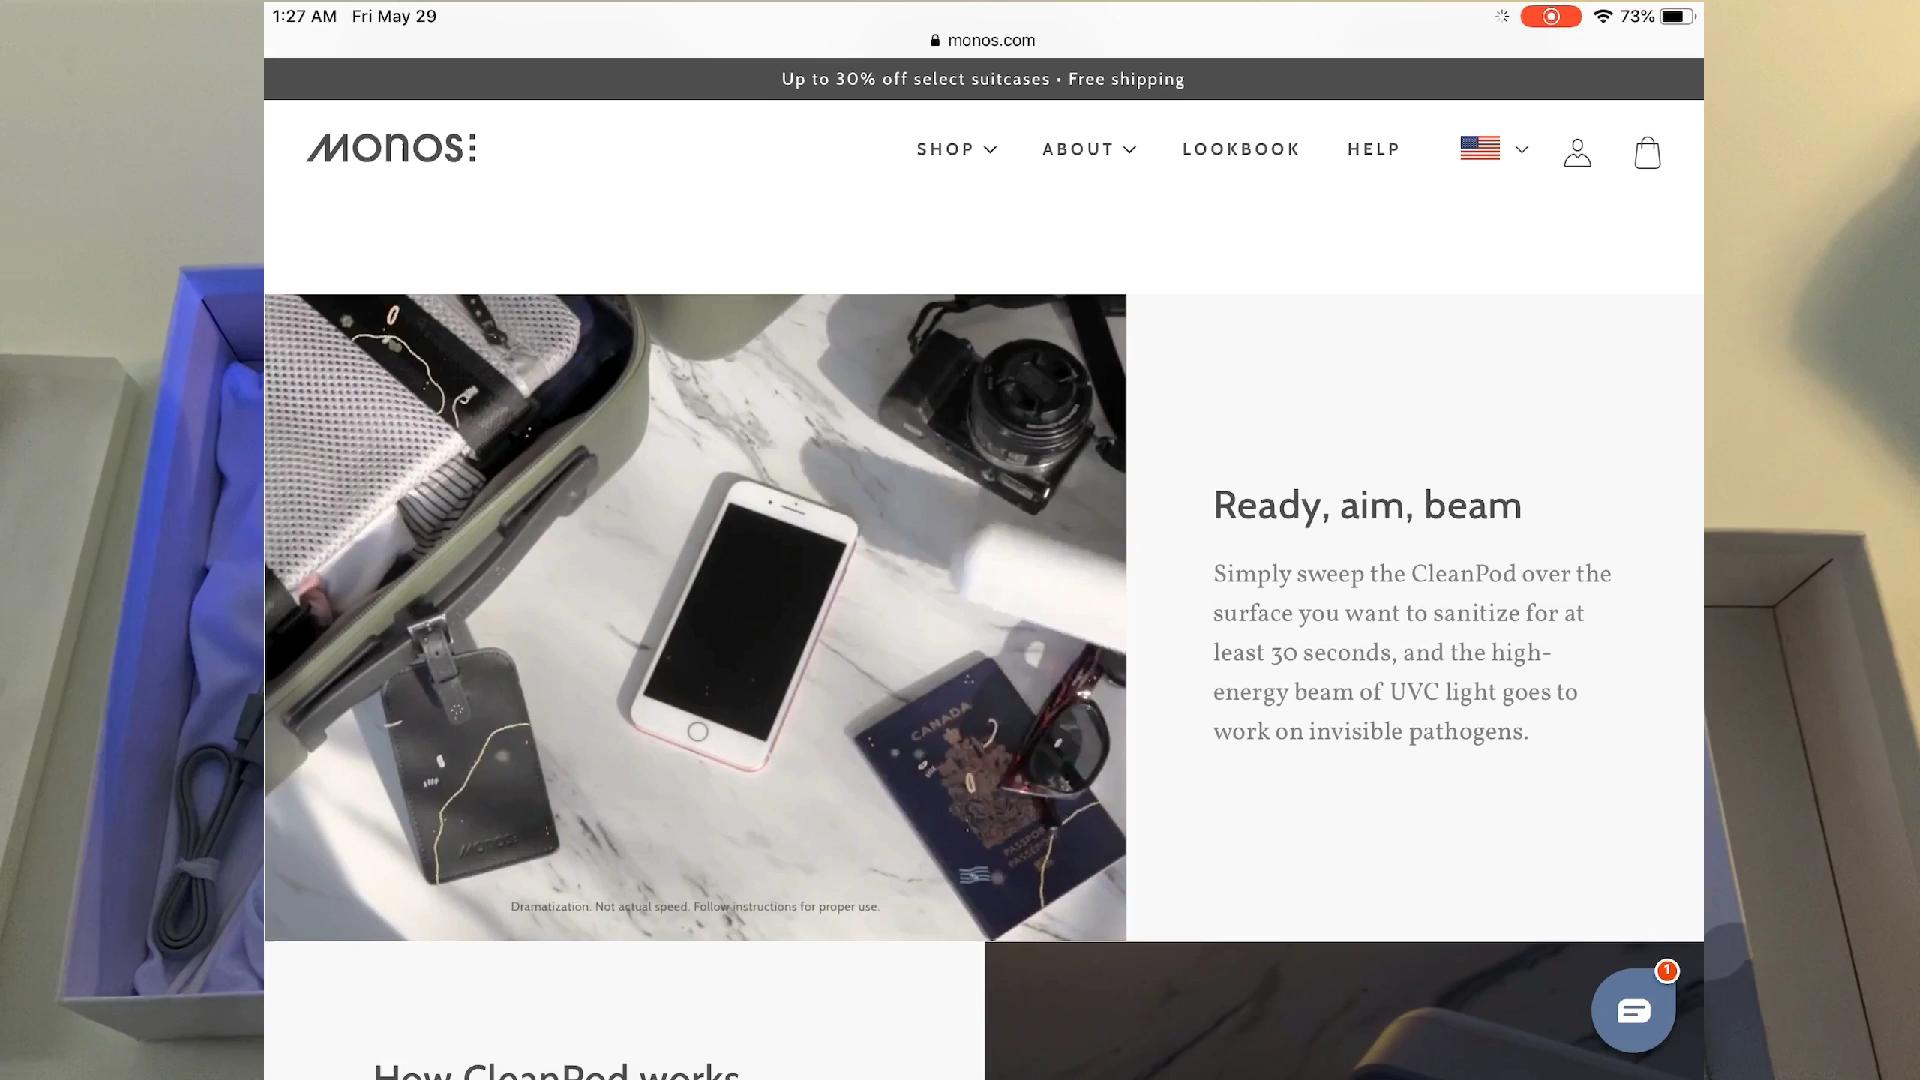 1:27 AM Fri May 29
73%
monos.com
Up to 30% off select suitcases • Free shipping
MONOS
SHOP ABOUT LOOKBOOK HELP
CANADA
Ready, aim, beam
Simply sweep the CleanPod over the
surface you want to sanitize for at
least 30 seconds, and the high-
energy beam of UVC light goes to
work on invisible pathogens.
MONOS
PASSPORT
Dramatization. Not actual speed. Follow instructions for proper use.
1
How CleanPod works